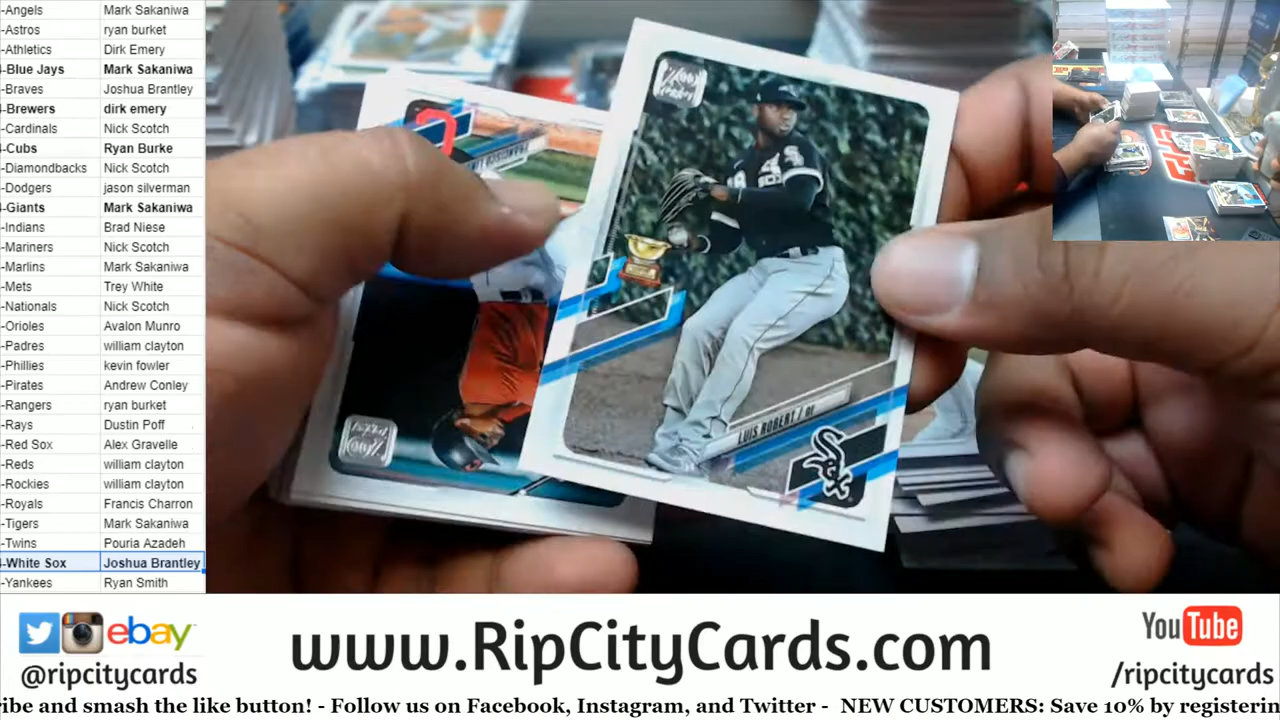 -Angels Mark Sakaniwa
-Astros ryan burket
-Athletics Dirk Emery
-Blue Jays Mark Sakaniwa
-Braves Joshua Brantley
-Brewers dirk emery
-Cardinals Nick Scotch
-Cubs Ryan Burke
-Diamondbacks Nick Scotch
-Dodgers jason silverman
-Giants Mark Sakaniwa
-Indians Brad Niese
-Mariners Nick Scotch
-Marlins Mark Sakaniwa
-Mets Trey White
-Nationals Nick Scotch
-Orioles Avalon Munro
-Padres william clayton
-Phillies kevin fowler
-Pirates Andrew Conley
-Rangers ryan burket
-Rays Dustin Poff
-Red Sox Alex Gravelle
-Reds william clayton
-Rockies william clayton
-Royals Francis Charron
-Tigers Mark Sakaniwa
-Twins Pouria Azadeh
-White Sox Joshua Brantley
-Yankees Ryan Smith
LUIS ROBERT / OF
Sox
ebay
@ripcitycards
www.RipCityCards.com
YouTube
/ripcitycards
ribe and smash the like button! - Follow us on Facebook, Instagram, and Twitter - NEW CUSTOMERS: Save 10% by registerin